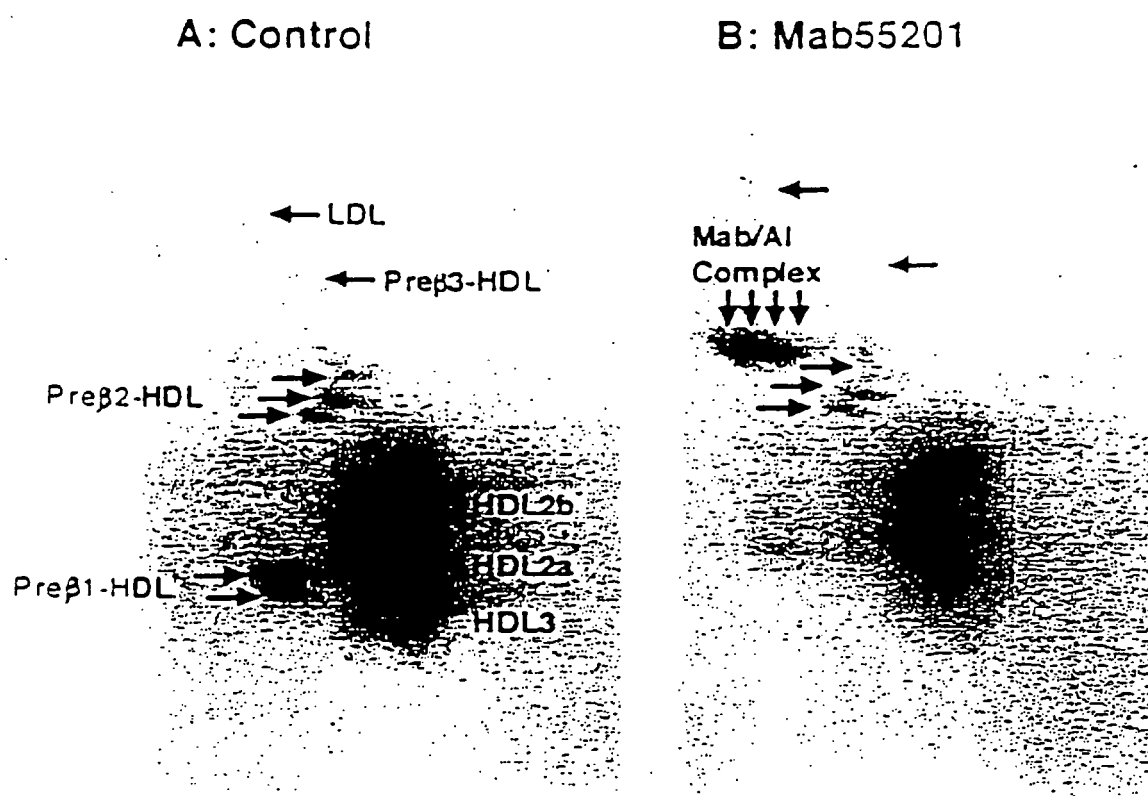 A: Control
B: Mab55201
LDL
Preβ3-HDL
Mab/AI
Complex
Preβ2-HDL
HDL2b
HDL2a
Preβ1-HDL
HDL3